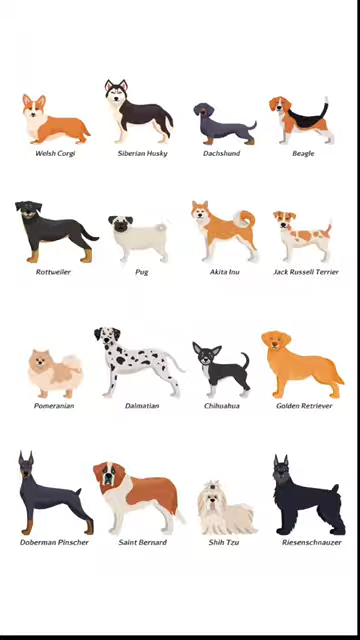 Welsh Corgi
Siberian Husky
Dachshund
Beagle
Rottweiler
Pug
Akita Inu
Jack Russell Terrier
Pomeranian
Dalmatian
Chihuahua
Golden Retriever
Doberman Pinscher
Saint Bernard
Shih Tzu
Riesenschnauzer